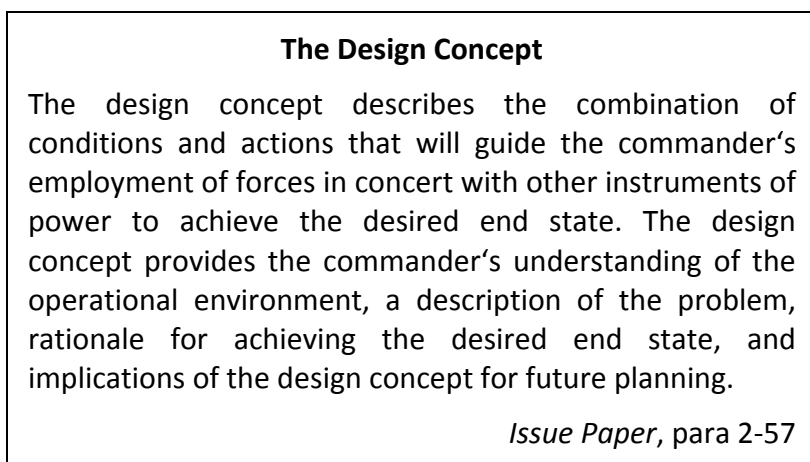 The Design Concept
The design concept describes the combination of
conditions and actions that will guide the commander‘s
employment of forces in concert with other instruments of
power to achieve the desired end state. The design
concept provides the commander‘s understanding of the
operational environment, a description of the problem,
rationale for achieving the desired end state, and
implications of the design concept for future planning.
Issue Paper, para 2-57